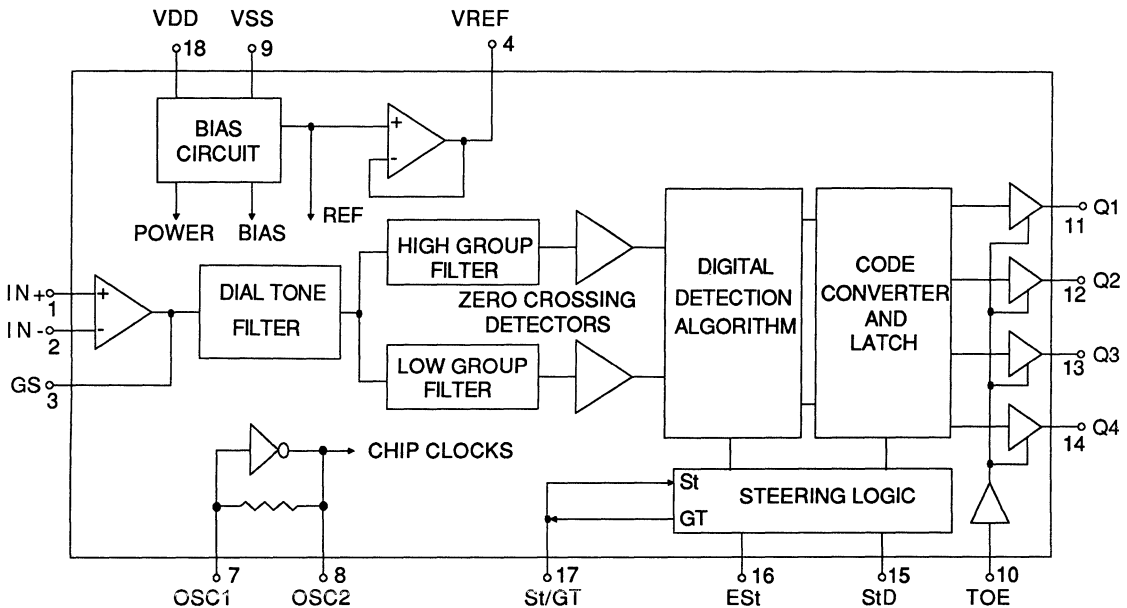 VDD VSS VREF
18 9 4
BIAS
CIRCUIT
+
-
REF
POWER BIAS
HIGH GROUP
FILTER
ZERO CROSSING
DETECTORS
LOW GROUP
FILTER
IN+ 1
IN- 2
GS 3
+
-
DIAL TONE
FILTER
DIGITAL
DETECTION
ALGORITHM
CODE
CONVERTER
AND
LATCH
Q1
11
Q2
12
Q3
13
Q4
14
CHIP CLOCKS
St
GT
STEERING LOGIC
7 8 17 16 15 10
OSC1 OSC2 St/GT ESt StD TOE